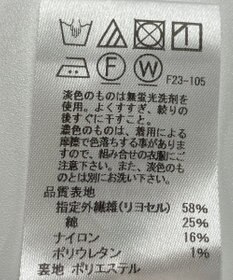 F W
F23-105
淡色のものは無蛍光洗剤を
使用。よくすすぎ、絞りの
後すぐに干すこと。
濃色のものは、着用による
摩擦で色落ちする事があり
ますので、組み合せの衣服にご
注意下さい。また、淡色のも
のとは別にお洗い下さい。
品質表地
指定外繊維(リヨセル) 58%
綿 25%
ナイロン 16%
ポリウレタン 1%
裏地 ポリエステル